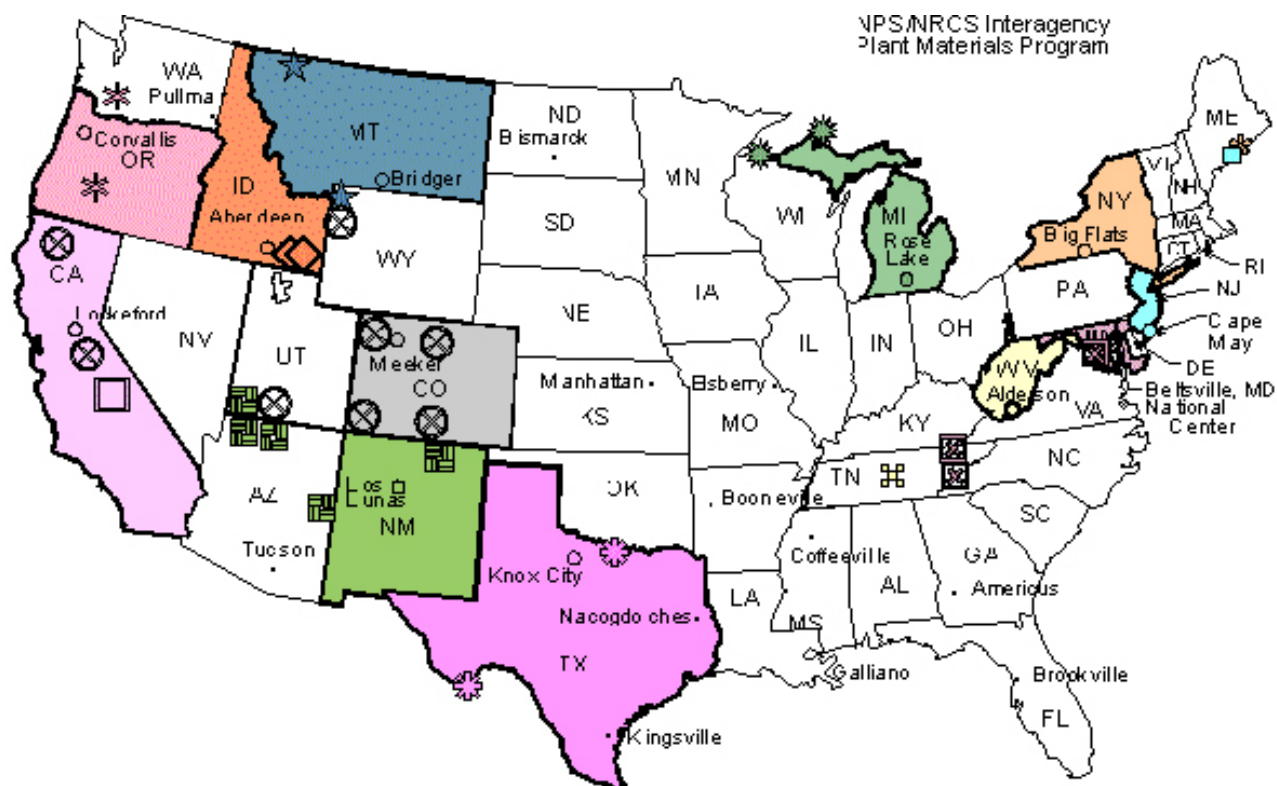 NPS/NRCS Interagency
Plant Materials Program
WA
Pullma
Corvallis
OR
MT
Bridger
ID
Aberdeen
ND
Bismarck
MN
SD
WI
MI
Rose
Lake
ME
VT
NH
NY
MA
CT
RI
Big Flats
PA
NJ
Cape
May
DE
Beltsville, MD
National
Center
CA
Lockeford
NV
WY
UT
NE
IA
IL
IN
OH
WV
Alderson
VA
Meeker
CO
Manhattan
KS
Elsberry
MO
KY
TN
NC
SC
AZ
Tucson
Los
Lunas
NM
OK
Booneville
Coffeeville
GA
Americus
AL
MS
LA
Knox City
Nacogdoches
TX
Kingsville
Galliano
Brookville
FL